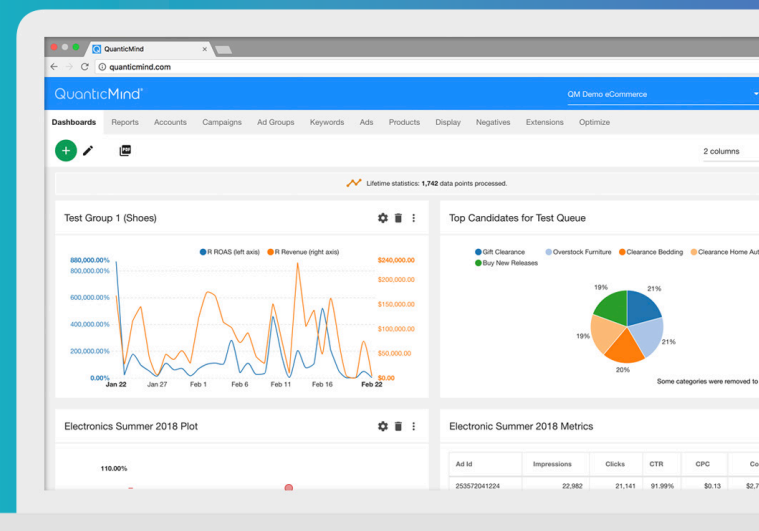 QuanticMind
quanticmind.com
QuanticMind
QM Demo eCommerce
Dashboards Reports Accounts Campaigns Ad Groups Keywords Ads Products Display Negatives Extensions Optimize
PDF
2 columns
Lifetime statistics: 1,742 data points processed.
Test Group 1 (Shoes)
R ROAS (left axis) R Revenue (right axis)
880,000.00% $240,000.00
800,000.00%
$200,000.00
600,000.00% $150,000.00
400,000.00% $100,000.00
200,000.00% $50,000.00
0.00% $0.00
Jan 22 Jan 27 Feb 1 Feb 6 Feb 11 Feb 16 Feb 22
Top Candidates for Test Queue
Gift Clearance Overstock Furniture Clearance Bedding Clearance Home Aut
Buy New Releases
19% 21%
19% 21%
20%
Some categories were removed to
Electronics Summer 2018 Plot
110.00%
Electronic Summer 2018 Metrics
Ad Id Impressions Clicks CTR CPC Co
253572041224 22,982 21,141 91.99% $0.13 $2,7